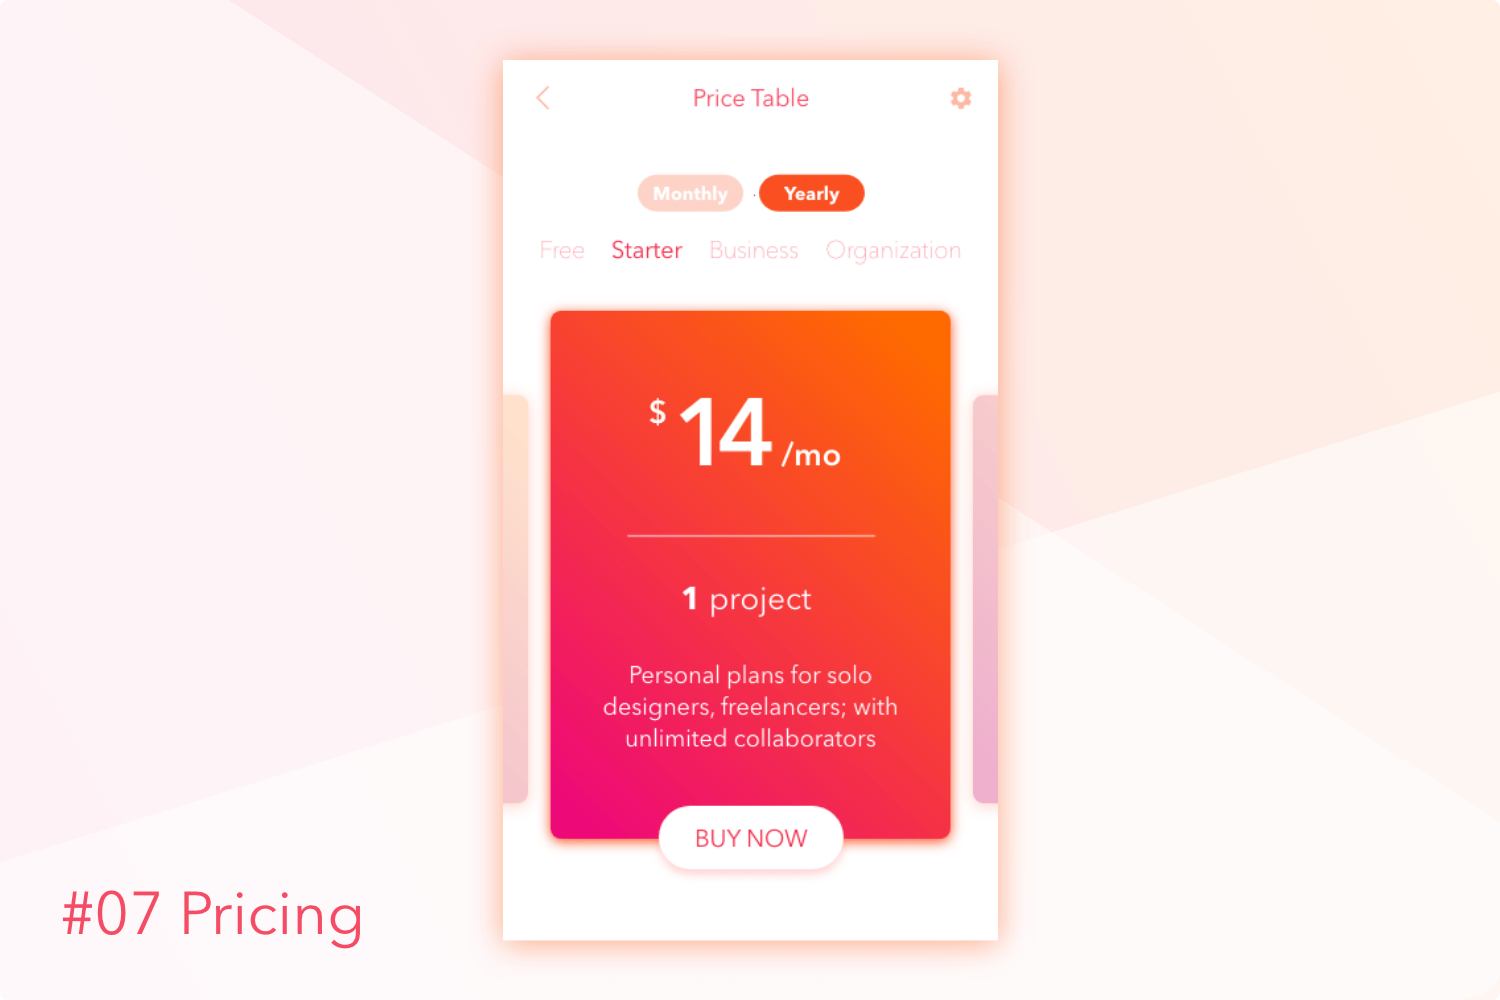 Price Table
Monthly · Yearly
Free Starter Business Organization
$ 14 /mo
1 project
Personal plans for solo
designers, freelancers; with
unlimited collaborators
BUY NOW
#07 Pricing